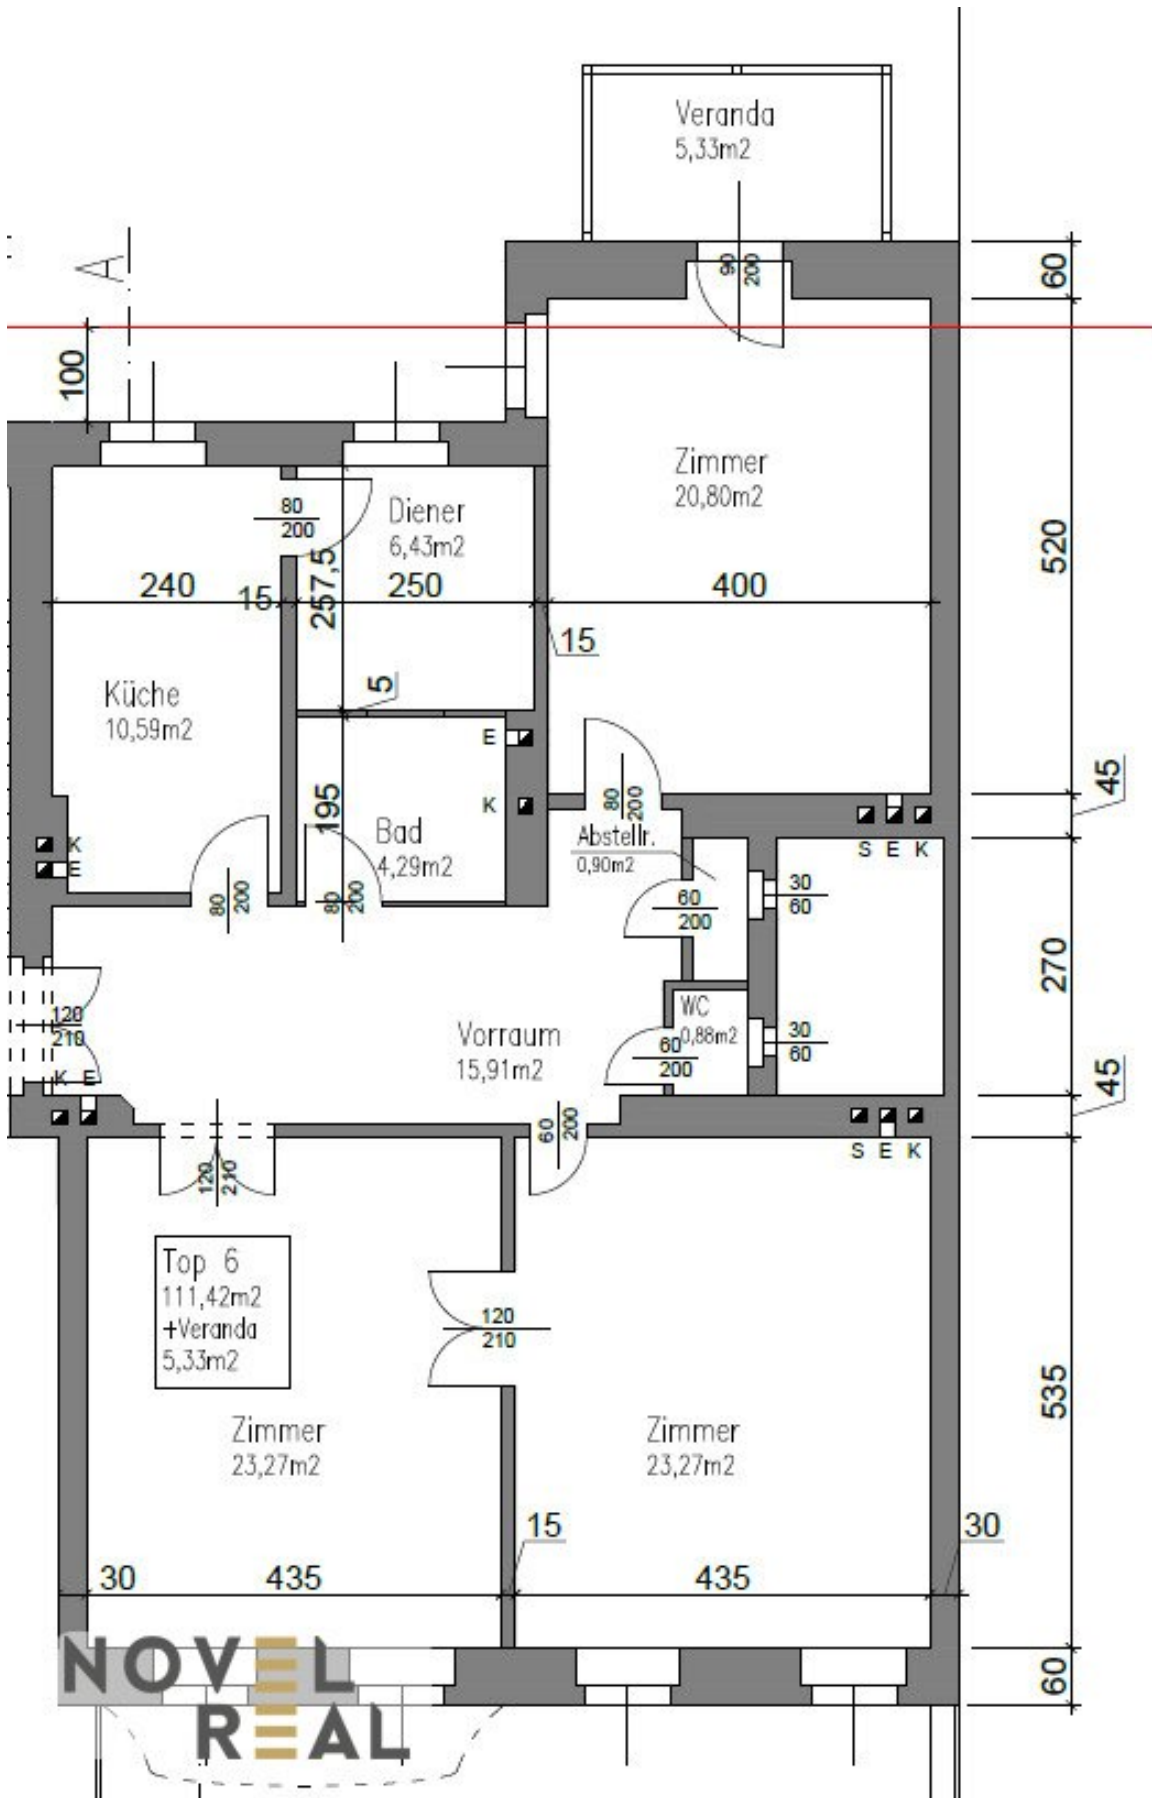 Veranda
5,33m2
A
90
200
60
100
Zimmer
20,80m2
80
200
Diener
6,43m2
520
240
15
257,5
250
400
15
Küche
10,59m2
5
E
K
195
Bad
4,29m2
80
200
45
Abstellr.
0,90m2
S E K
K
E
80
200
80
200
60
200
30
60
270
120
210
Vorraum
15,91m2
WC
0,88m2
60
200
30
60
K E
45
60
200
S E K
120
210
Top 6
111,42m2
+Veranda
5,33m2
120
210
535
Zimmer
23,27m2
Zimmer
23,27m2
15
30
30
435
435
NOVEL
REAL
60